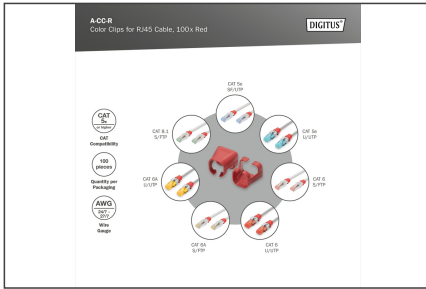 A-CC-R
Color Clips for RJ45 Cable, 100x Red
DIGITUS®
CAT 5e
SF/UTP
CAT
5e
or higher
CAT
Compatibility
100
pieces
Quantity per
Packaging
AWG
24/7 -
27/7
Wire
Gauge
CAT 8.1
S/FTP
CAT 5e
U/UTP
CAT 6A
U/UTP
CAT 6
S/FTP
CAT 6A
S/FTP
CAT 6
U/UTP